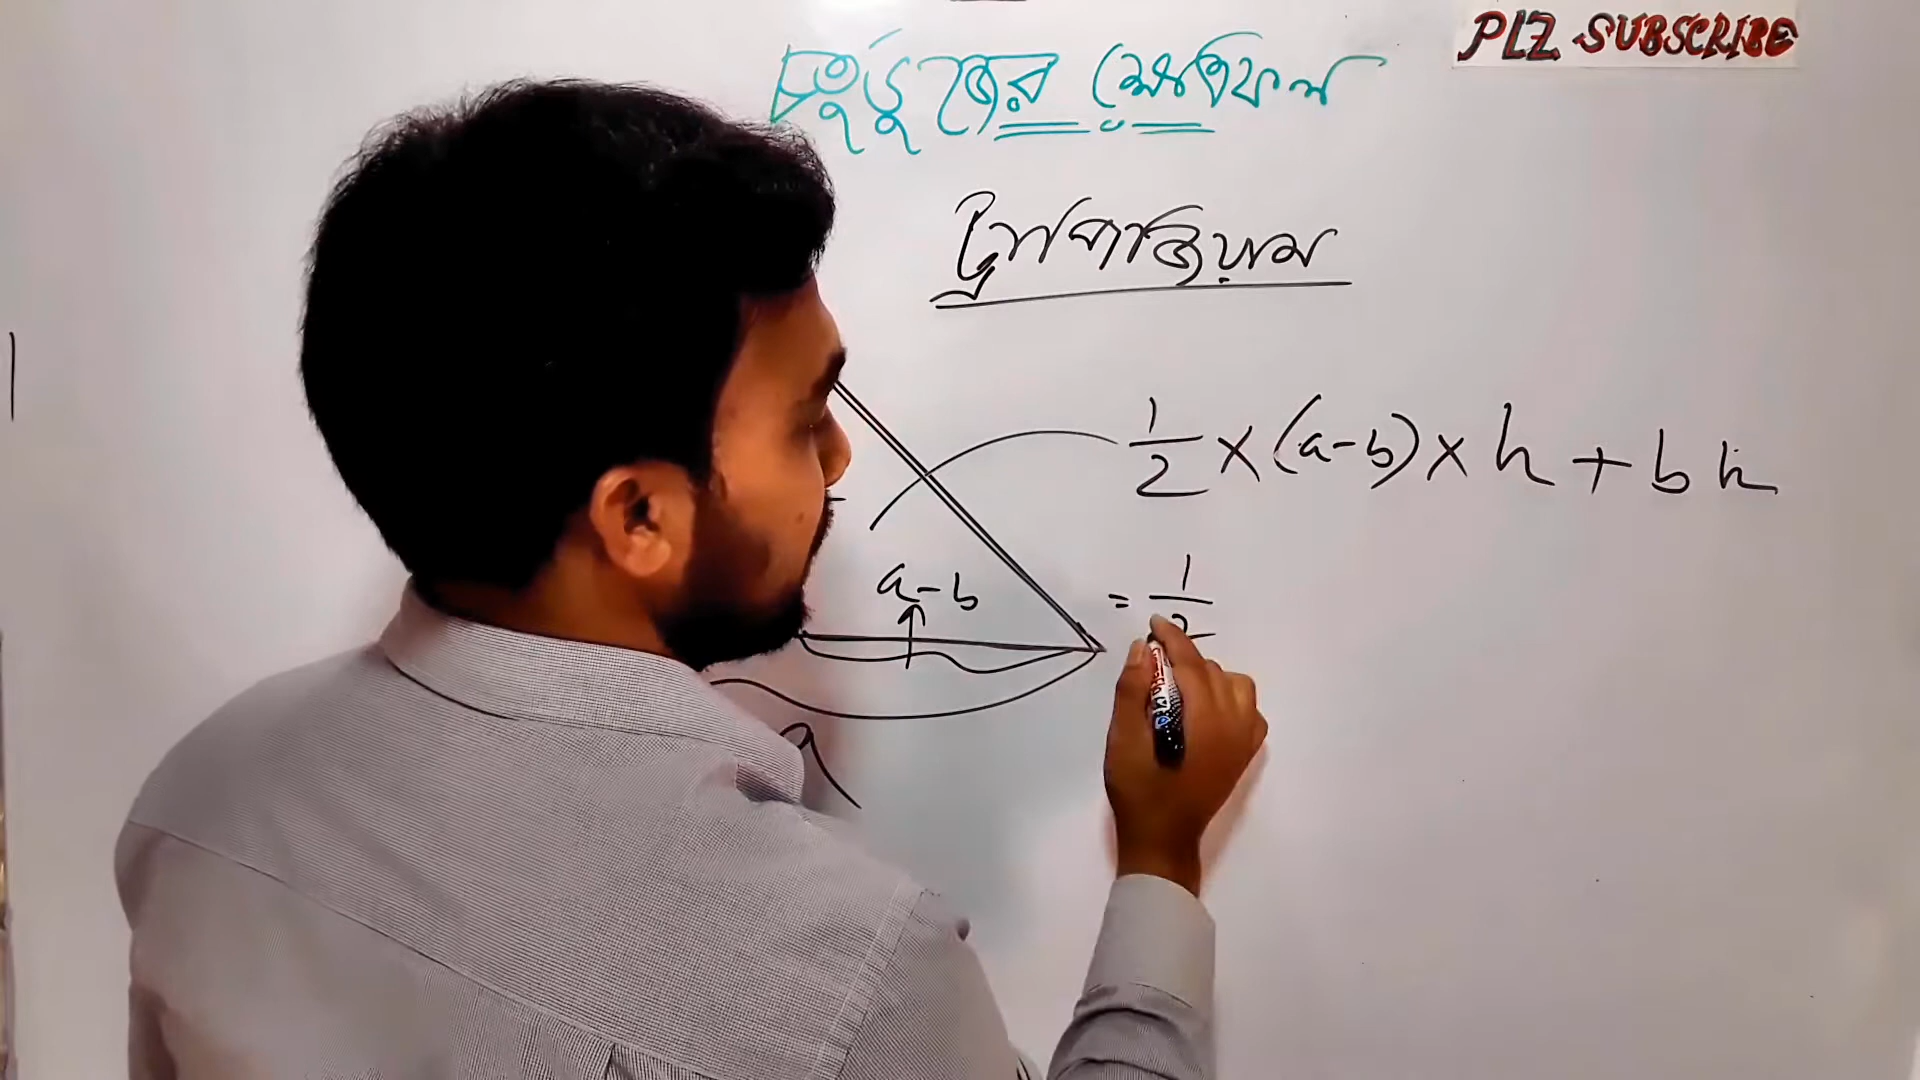 PLZ SUBSCRIBE
চতুর্ভুজের ক্ষেত্রফল
ট্রাপিজিয়াম
1/2 × (a-b) × h + bh
a-b
= 1/2
a